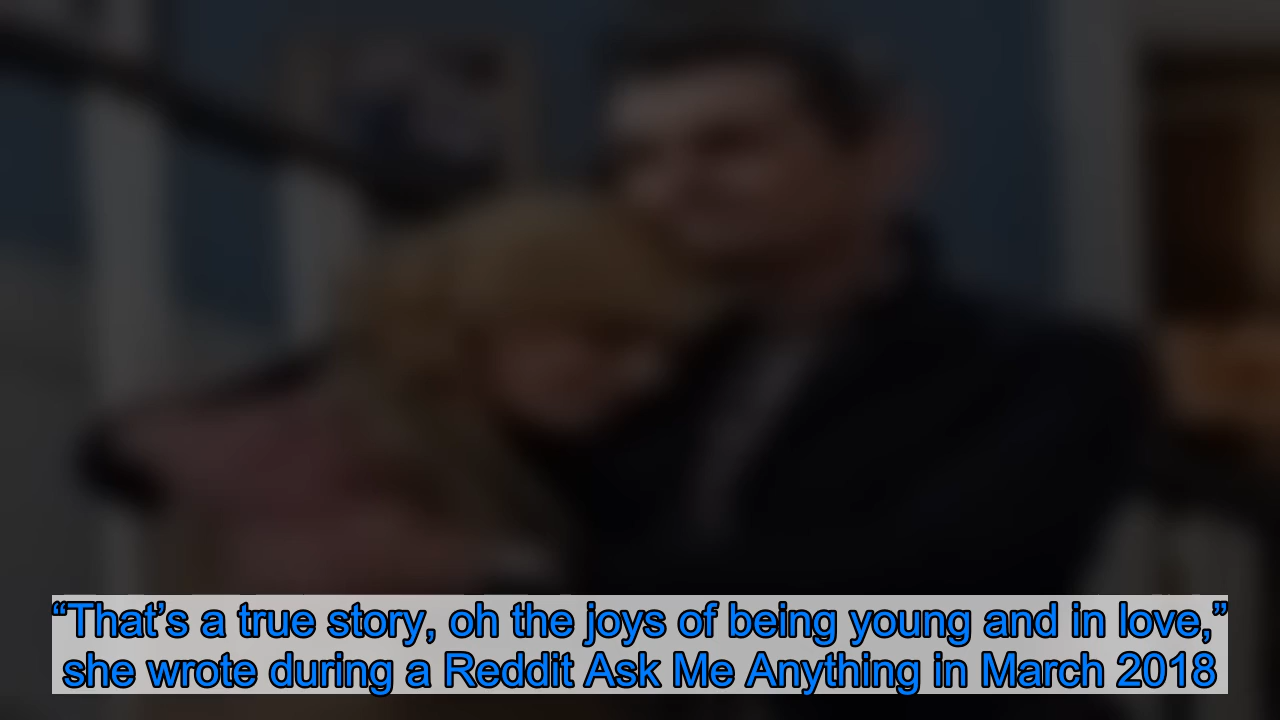 “That’s a true story, oh the joys of being young and in love,”
she wrote during a Reddit Ask Me Anything in March 2018